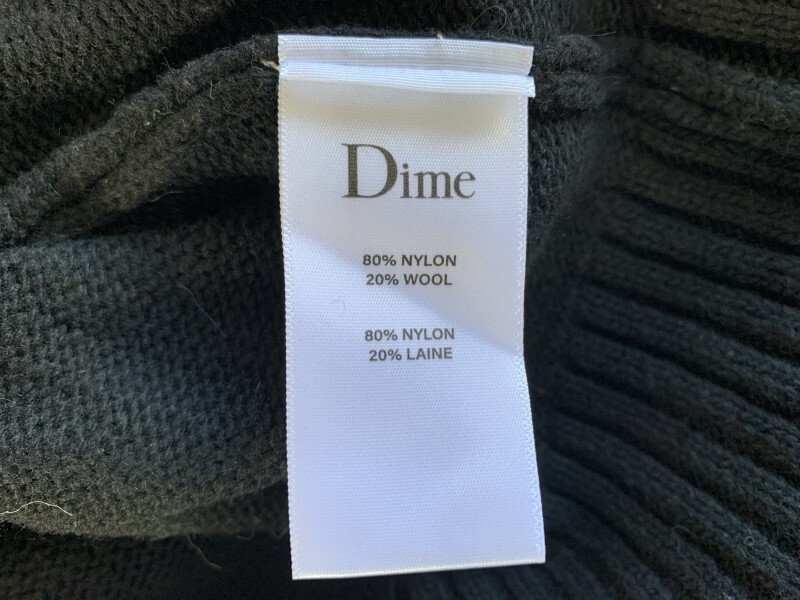 Dime
80% NYLON
20% WOOL
80% NYLON
20% LAINE